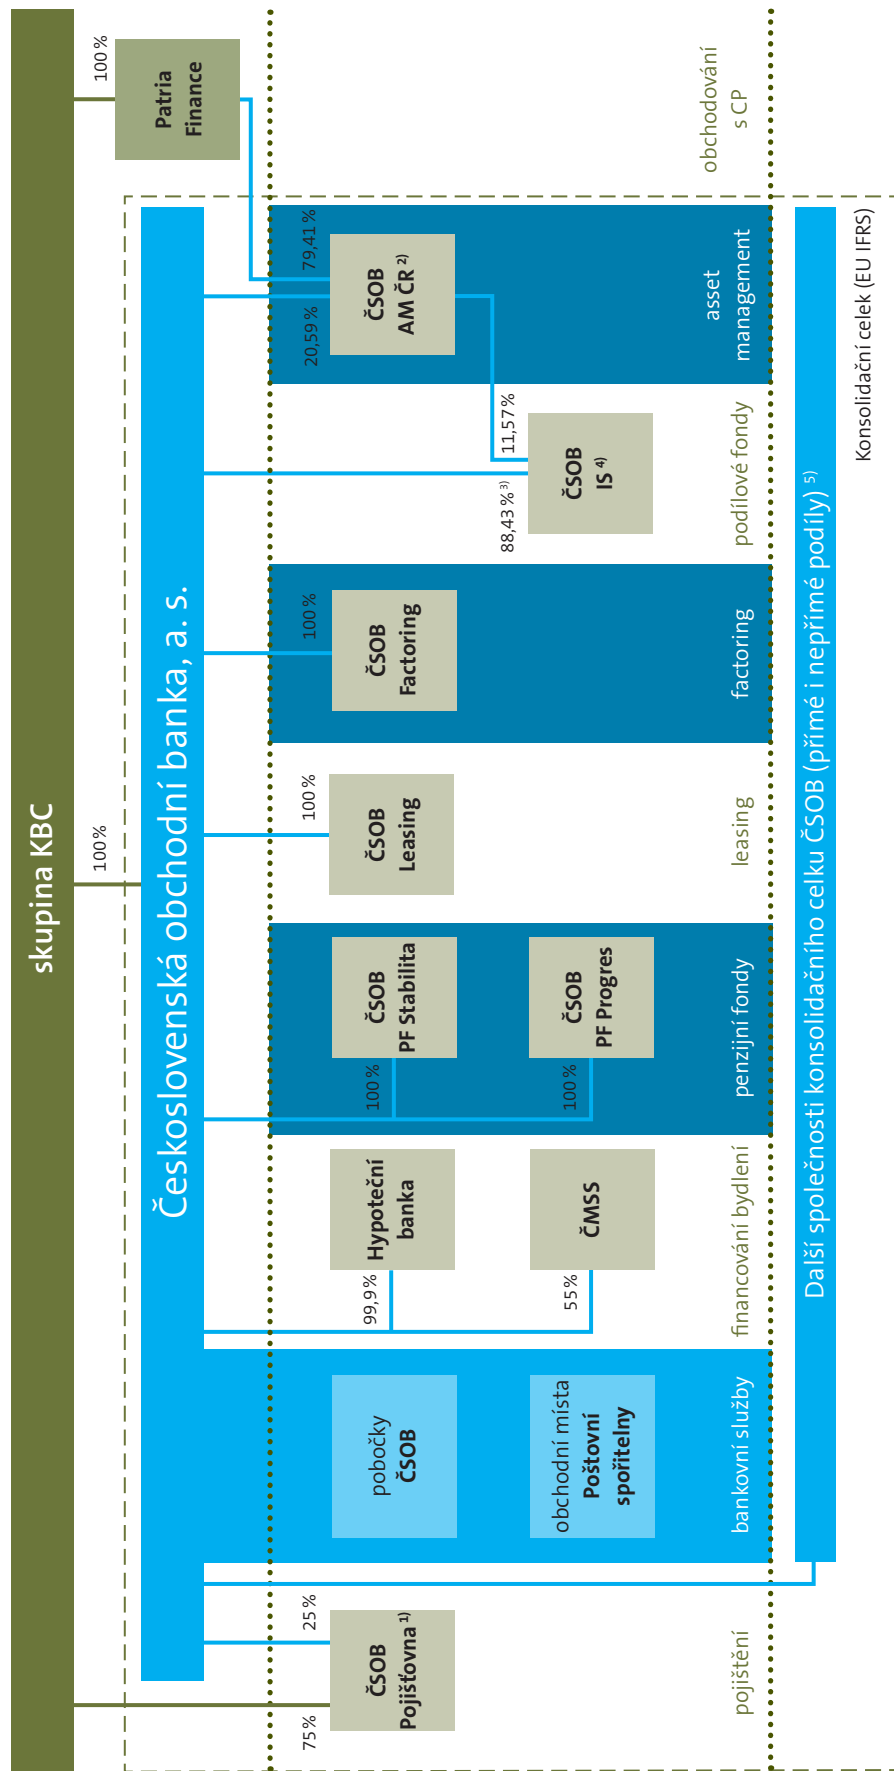 skupina KBC
100 %
100 %
Patria
Finance
Československá obchodní banka, a. s.
75 %
25 %
ČSOB
Pojišťovna 1)
pojištění
pobočky
ČSOB
obchodní místa
Poštovní
spořitelny
bankovní služby
99,9 %
Hypoteční
banka
55 %
ČMSS
financování bydlení
100 %
ČSOB
PF Stabilita
100 %
ČSOB
PF Progres
penzijní fondy
100 %
ČSOB
Leasing
leasing
100 %
ČSOB
Factoring
factoring
88,43 % 3)
11,57 %
ČSOB
IS 4)
podílové fondy
20,59 %
79,41 %
ČSOB
AM ČR 2)
asset
management
obchodování
s CP
Další společnosti konsolidačního celku ČSOB (přímé i nepřímé podíly) 5)
Konsolidační celek (EU IFRS)